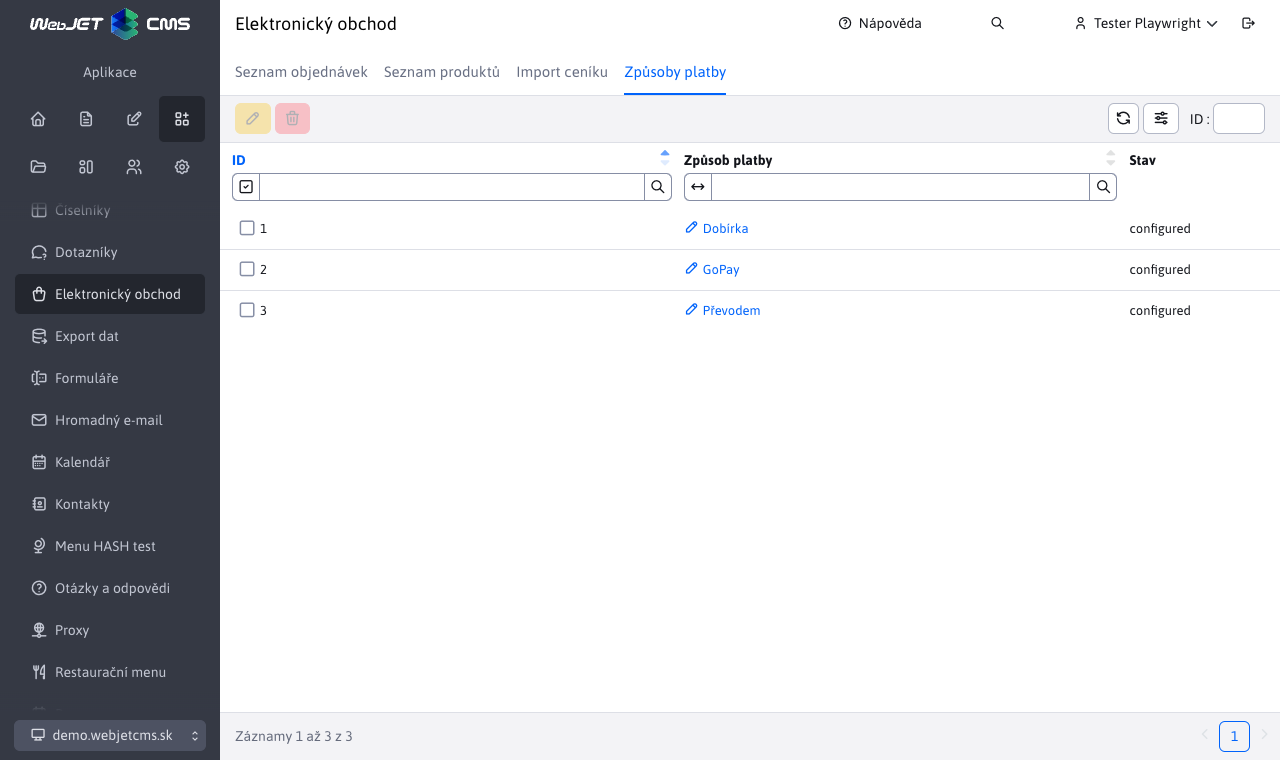 WebJET CMS
Aplikace
Číselníky
Dotazníky
Elektronický obchod
Export dat
Formuláře
Hromadný e-mail
Kalendář
Kontakty
Menu HASH test
Otázky a odpovědi
Proxy
Restaurační menu
demo.webjetcms.sk
Elektronický obchod
Nápověda
Tester Playwright
Seznam objednávek Seznam produktů Import ceníku Způsoby platby
ID :
ID Způsob platby Stav
1 Dobírka configured
2 GoPay configured
3 Převodem configured
Záznamy 1 až 3 z 3
1